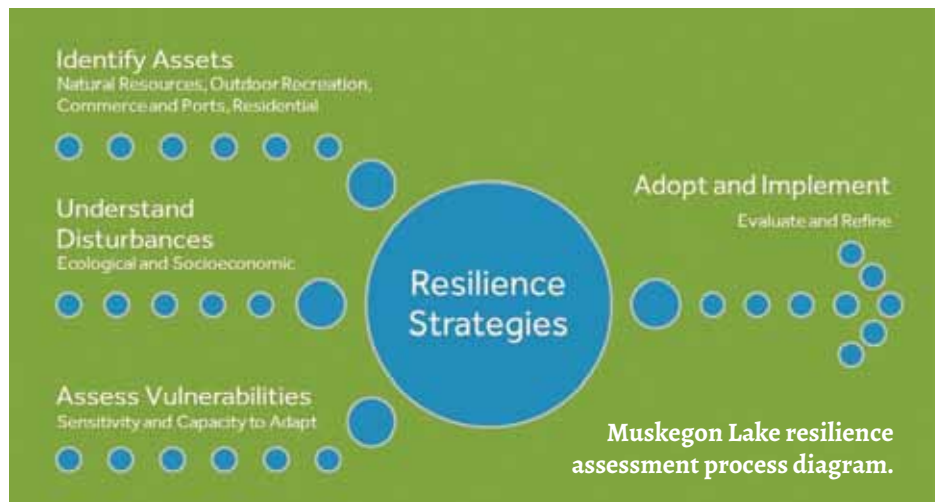 Identify Assets
Natural Resources, Outdoor Recreation,
Commerce and Ports, Residential
Understand
Disturbances
Ecological and Socioeconomic
Assess Vulnerabilities
Sensitivity and Capacity to Adapt
Resilience
Strategies
Adopt and Implement
Evaluate and Refine
Muskegon Lake resilience
assessment process diagram.